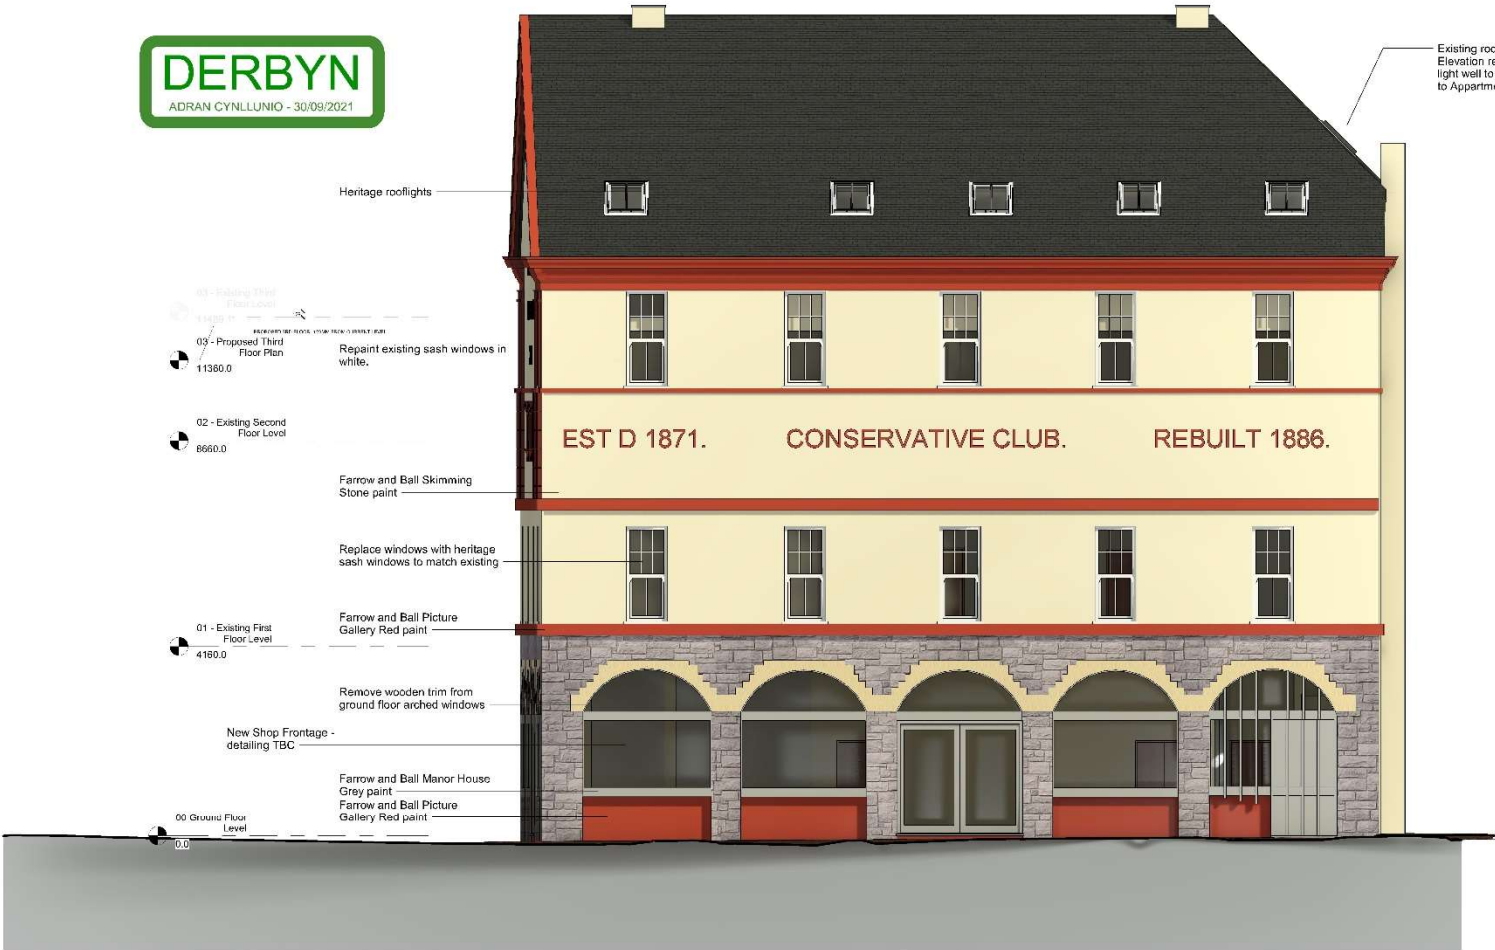 DERBYN
ADRAN CYNLLUNIO - 30/09/2021
Elevation
light well to
Heritage rooflights
03 - Existing Third
Floor Level
03 - Proposed Third
Floor Plan
11360.0
Repaint existing sash windows in
white.
02 - Existing Second
Floor Level
8660.0
EST D 1871. CONSERVATIVE CLUB. REBUILT 1886.
Farrow and Ball Skimming
Stone paint
Replace windows with heritage
sash windows to match existing
Farrow and Ball Picture
Gallery Red paint
01 - Existing First
Floor Level
4160.0
Remove wooden trim from
ground floor arched windows
New Shop Frontage -
detailing TBC
Farrow and Ball Manor House
Grey paint
Farrow and Ball Picture
Gallery Red paint
00 Ground Floor
Level
0.0